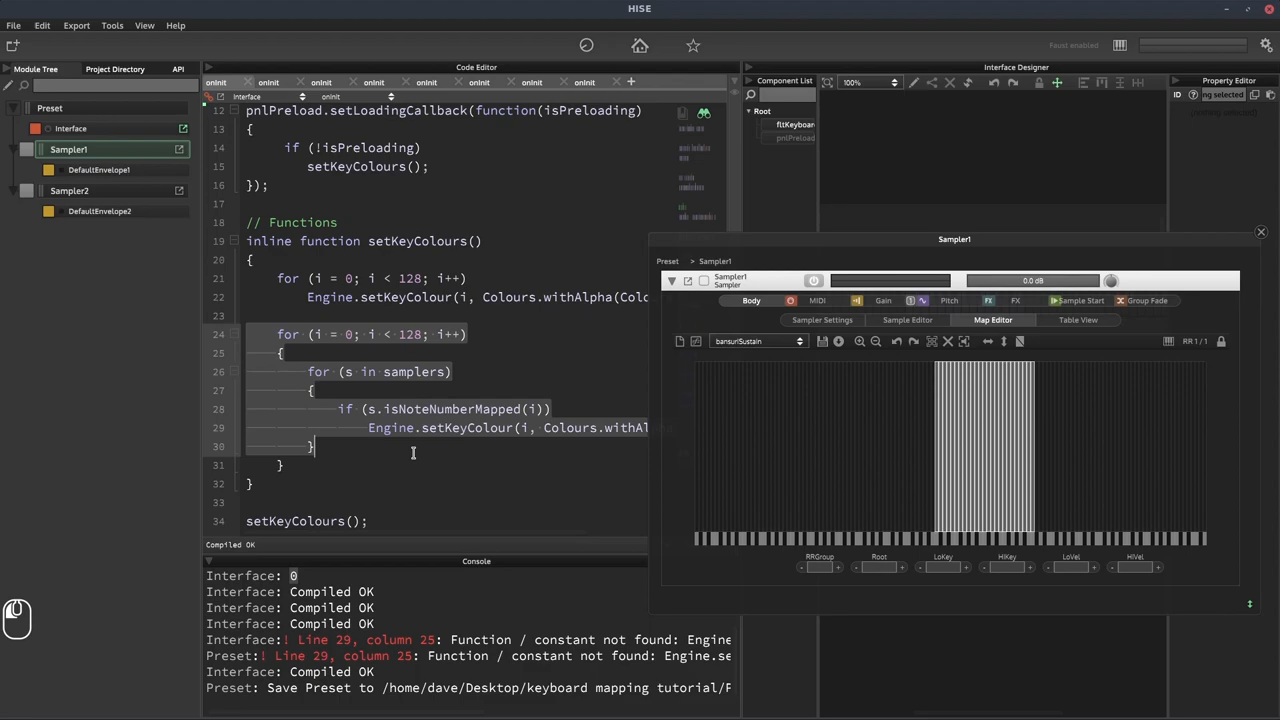 HISE
File Edit Export Tools View Help
Faust enabled
Module Tree Project Directory API
Preset
Interface
Sampler1
DefaultEnvelope1
Sampler2
DefaultEnvelope2
Code Editor
onInit onInit onInit onInit onInit onInit onInit onInit
Interface onInit
12 pnlPreload.setLoadingCallback(function(isPreloading)
13 {
14 if (!isPreloading)
15 setKeyColours();
16 });
17
18 // Functions
19 inline function setKeyColours()
20 {
21 for (i = 0; i < 128; i++)
22 Engine.setKeyColour(i, Colours.withAlpha(Colo
23
24 for (i = 0; i < 128; i++)
25 {
26 for (s in samplers)
27 {
28 if (s.isNoteNumberMapped(i))
29 Engine.setKeyColour(i, Colours.withAl
30 }
31 }
32 }
33
34 setKeyColours();
Compiled OK
Console
Interface: 0
Interface: Compiled OK
Interface: Compiled OK
Interface: Compiled OK
Interface:! Line 29, column 25: Function / constant not found: Engine
Preset:! Line 29, column 25: Function / constant not found: Engine.se
Interface: Compiled OK
Preset: Save Preset to /home/dave/Desktop/keyboard mapping tutorial/
Interface Designer
Component List
100%
Root
fltKeyboar
pnlPreload
Property Editor
ID
ng selected
Sampler1
Preset > Sampler1
Sampler1
Sampler
0.0 dB
Body MIDI Gain Pitch FX FX Sample Start Group Fade
Sampler Settings Sample Editor Map Editor Table View
bansuriSustain
RR 1 / 1
RRGroup Root LoKey HiKey LoVel HiVel
- + - + - + - + - + - +